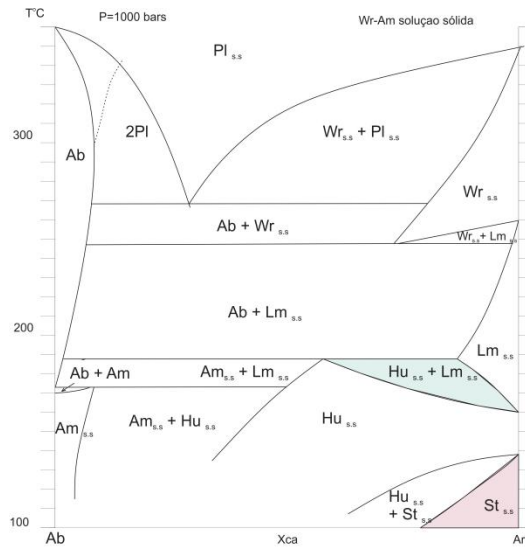 T°C
P=1000 bars
Wr-Am soluçao sólida
Pl s.s
300
Ab
2Pl
Wr s.s + Pl s.s
Wr s.s
Ab + Wr s.s
Wr s.s + Lm s.s
Ab + Lm s.s
200
Lm s.s
Ab + Am
Am s.s + Lm s.s
Hu s.s + Lm s.s
Am s.s
Am s.s + Hu s.s
Hu s.s
Hu s.s
+ St s.s
St s.s
100
Ab
Xca
An